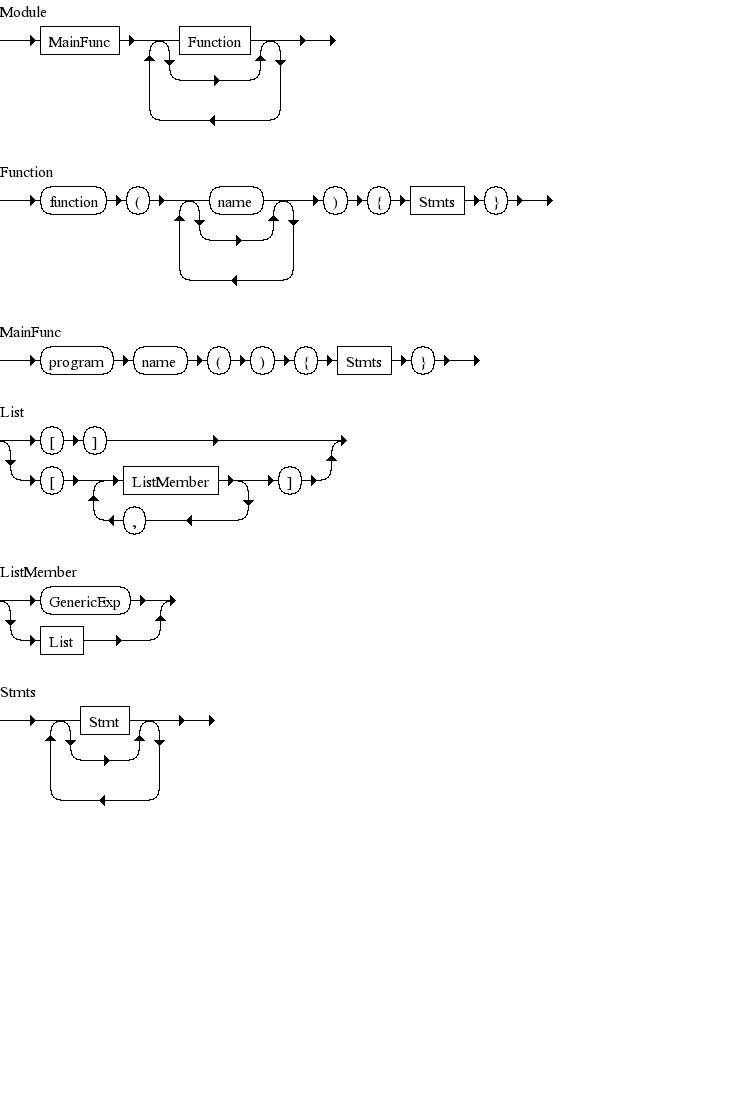 Module
MainFunc Function
Function
function ( name ) { Stmts }
MainFunc
program name ( ) { Stmts }
List
[ ]
[ ListMember ]
,
ListMember
GenericExp
List
Stmts
Stmt